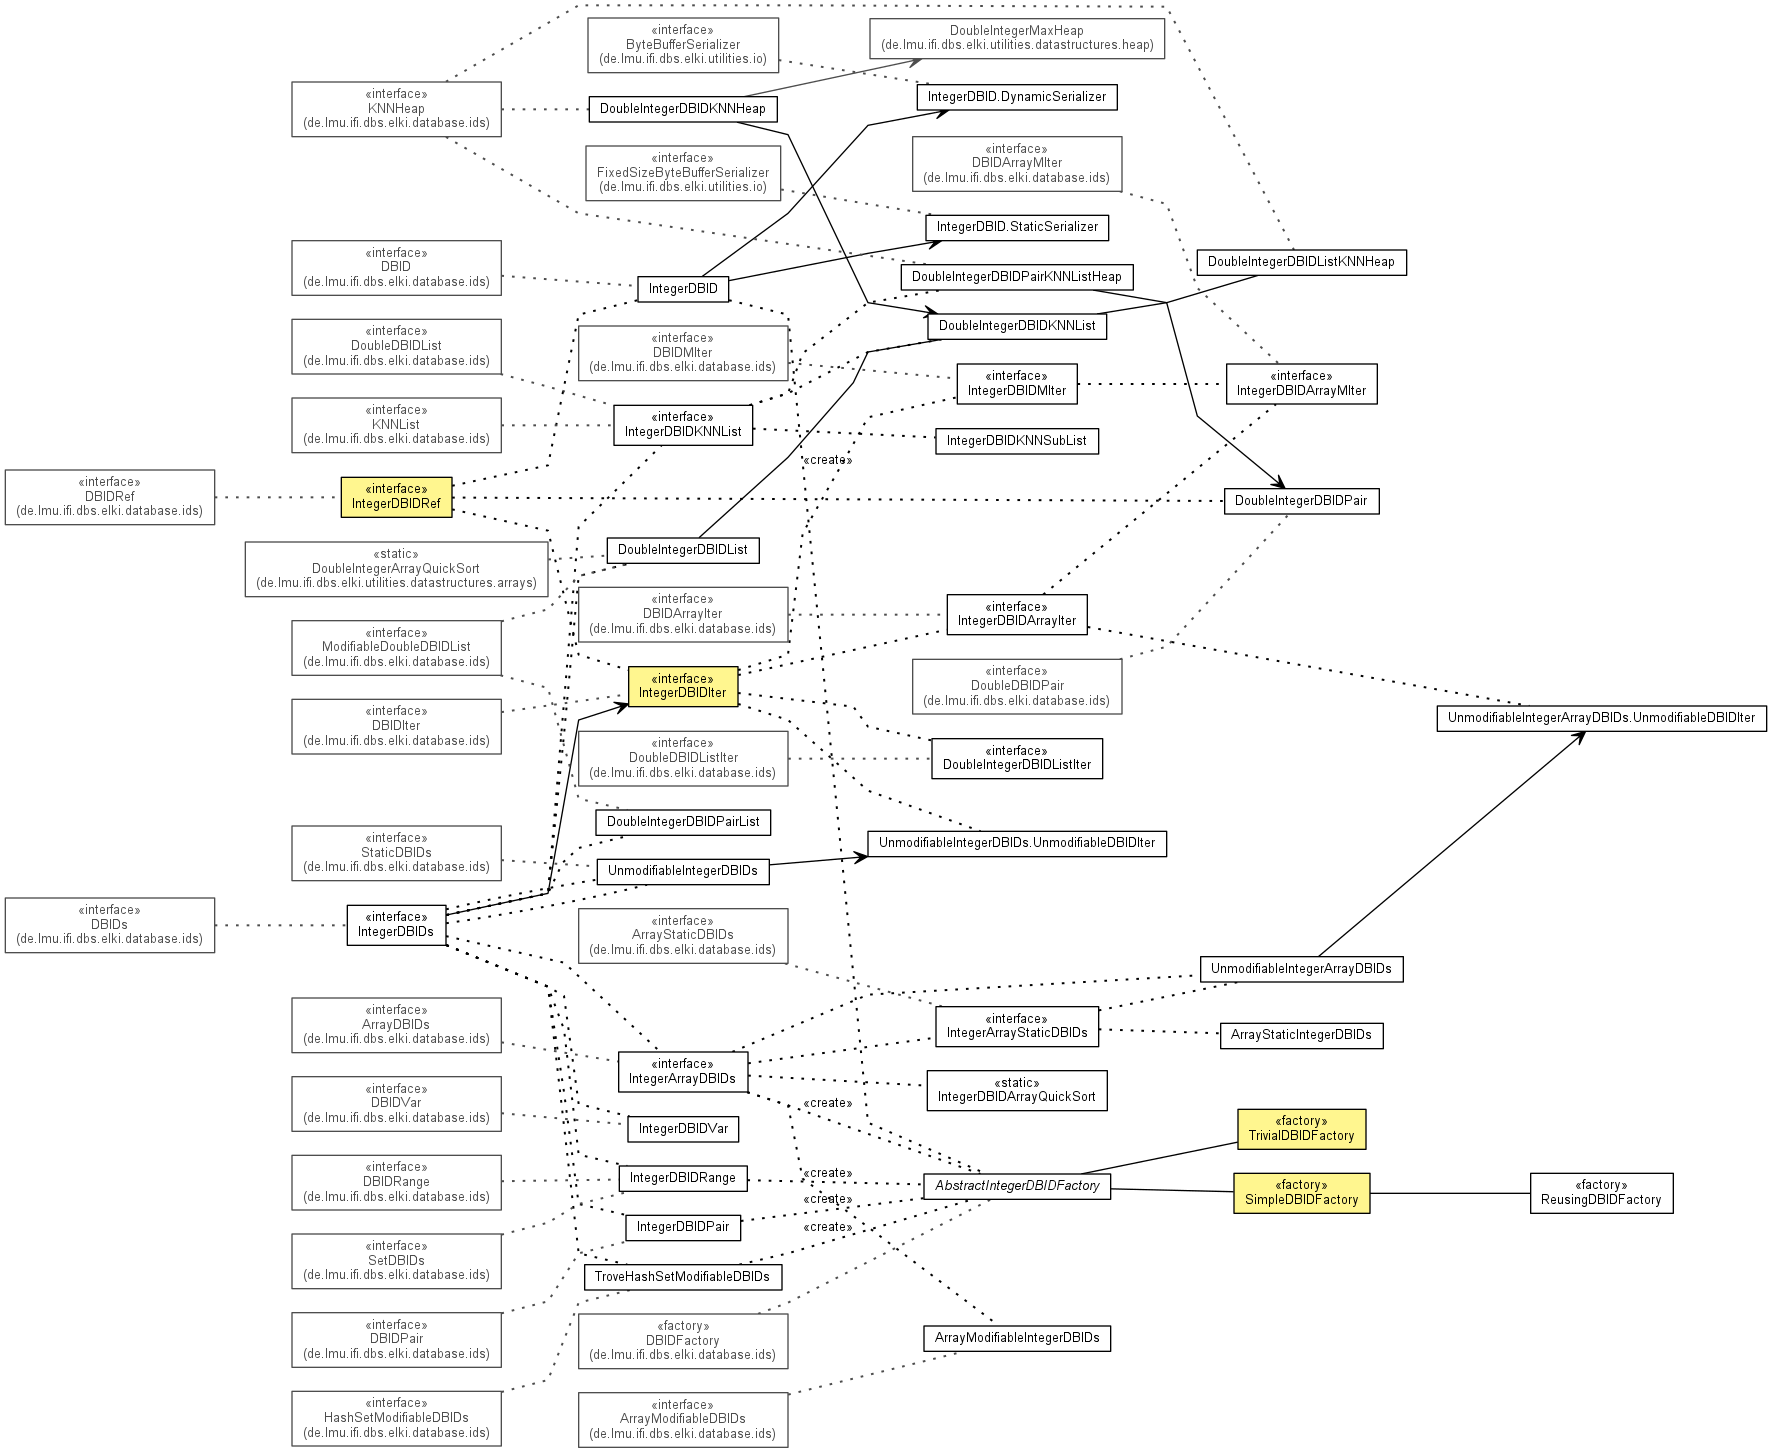 «interface»
ByteBufferSerializer
(de.lmu.ifi.dbs.elki.utilities.io)
DoubleIntegerMaxHeap
(de.lmu.ifi.dbs.elki.utilities.datastructures.heap)
«interface»
KNNHeap
(de.lmu.ifi.dbs.elki.database.ids)
DoubleIntegerDBIDKNNHeap
IntegerDBID.DynamicSerializer
«interface»
FixedSizeByteBufferSerializer
(de.lmu.ifi.dbs.elki.utilities.io)
«interface»
DBIDArrayMIter
(de.lmu.ifi.dbs.elki.database.ids)
IntegerDBID.StaticSerializer
«interface»
DBID
(de.lmu.ifi.dbs.elki.database.ids)
IntegerDBID
DoubleIntegerDBIDPairKNNListHeap
DoubleIntegerDBIDListKNNHeap
«interface»
DoubleDBIDList
(de.lmu.ifi.dbs.elki.database.ids)
«interface»
DBIDMIter
(de.lmu.ifi.dbs.elki.database.ids)
DoubleIntegerDBIDKNNList
«interface»
IntegerDBIDMIter
«interface»
IntegerDBIDArrayMIter
«interface»
KNNList
(de.lmu.ifi.dbs.elki.database.ids)
«interface»
IntegerDBIDKNNList
IntegerDBIDKNNSubList
«create»
«interface»
DBIDRef
(de.lmu.ifi.dbs.elki.database.ids)
«interface»
IntegerDBIDRef
DoubleIntegerDBIDPair
«static»
DoubleIntegerArrayQuickSort
(de.lmu.ifi.dbs.elki.utilities.datastructures.arrays)
DoubleIntegerDBIDList
«interface»
DBIDArrayIter
(de.lmu.ifi.dbs.elki.database.ids)
«interface»
IntegerDBIDArrayIter
«interface»
ModifiableDoubleDBIDList
(de.lmu.ifi.dbs.elki.database.ids)
«interface»
IntegerDBIDIter
«interface»
DoubleDBIDPair
(de.lmu.ifi.dbs.elki.database.ids)
«interface»
DBIDIter
(de.lmu.ifi.dbs.elki.database.ids)
UnmodifiableIntegerArrayDBIDs.UnmodifiableDBIDIter
«interface»
DoubleDBIDListIter
(de.lmu.ifi.dbs.elki.database.ids)
«interface»
DoubleIntegerDBIDListIter
DoubleIntegerDBIDPairList
«interface»
StaticDBIDs
(de.lmu.ifi.dbs.elki.database.ids)
UnmodifiableIntegerDBIDs
UnmodifiableIntegerDBIDs.UnmodifiableDBIDIter
«interface»
DBIDs
(de.lmu.ifi.dbs.elki.database.ids)
«interface»
IntegerDBIDs
«interface»
ArrayStaticDBIDs
(de.lmu.ifi.dbs.elki.database.ids)
UnmodifiableIntegerArrayDBIDs
«interface»
ArrayDBIDs
(de.lmu.ifi.dbs.elki.database.ids)
«interface»
IntegerArrayStaticDBIDs
ArrayStaticIntegerDBIDs
«interface»
IntegerArrayDBIDs
«static»
IntegerDBIDArrayQuickSort
«interface»
DBIDVar
(de.lmu.ifi.dbs.elki.database.ids)
«create»
IntegerDBIDVar
«factory»
TrivialDBIDFactory
«interface»
DBIDRange
(de.lmu.ifi.dbs.elki.database.ids)
IntegerDBIDRange
«create»
AbstractIntegerDBIDFactory
«factory»
SimpleDBIDFactory
«factory»
ReusingDBIDFactory
«create»
IntegerDBIDPair
«create»
«interface»
SetDBIDs
(de.lmu.ifi.dbs.elki.database.ids)
TroveHashSetModifiableDBIDs
«interface»
DBIDPair
(de.lmu.ifi.dbs.elki.database.ids)
«factory»
DBIDFactory
(de.lmu.ifi.dbs.elki.database.ids)
ArrayModifiableIntegerDBIDs
«interface»
HashSetModifiableDBIDs
(de.lmu.ifi.dbs.elki.database.ids)
«interface»
ArrayModifiableDBIDs
(de.lmu.ifi.dbs.elki.database.ids)